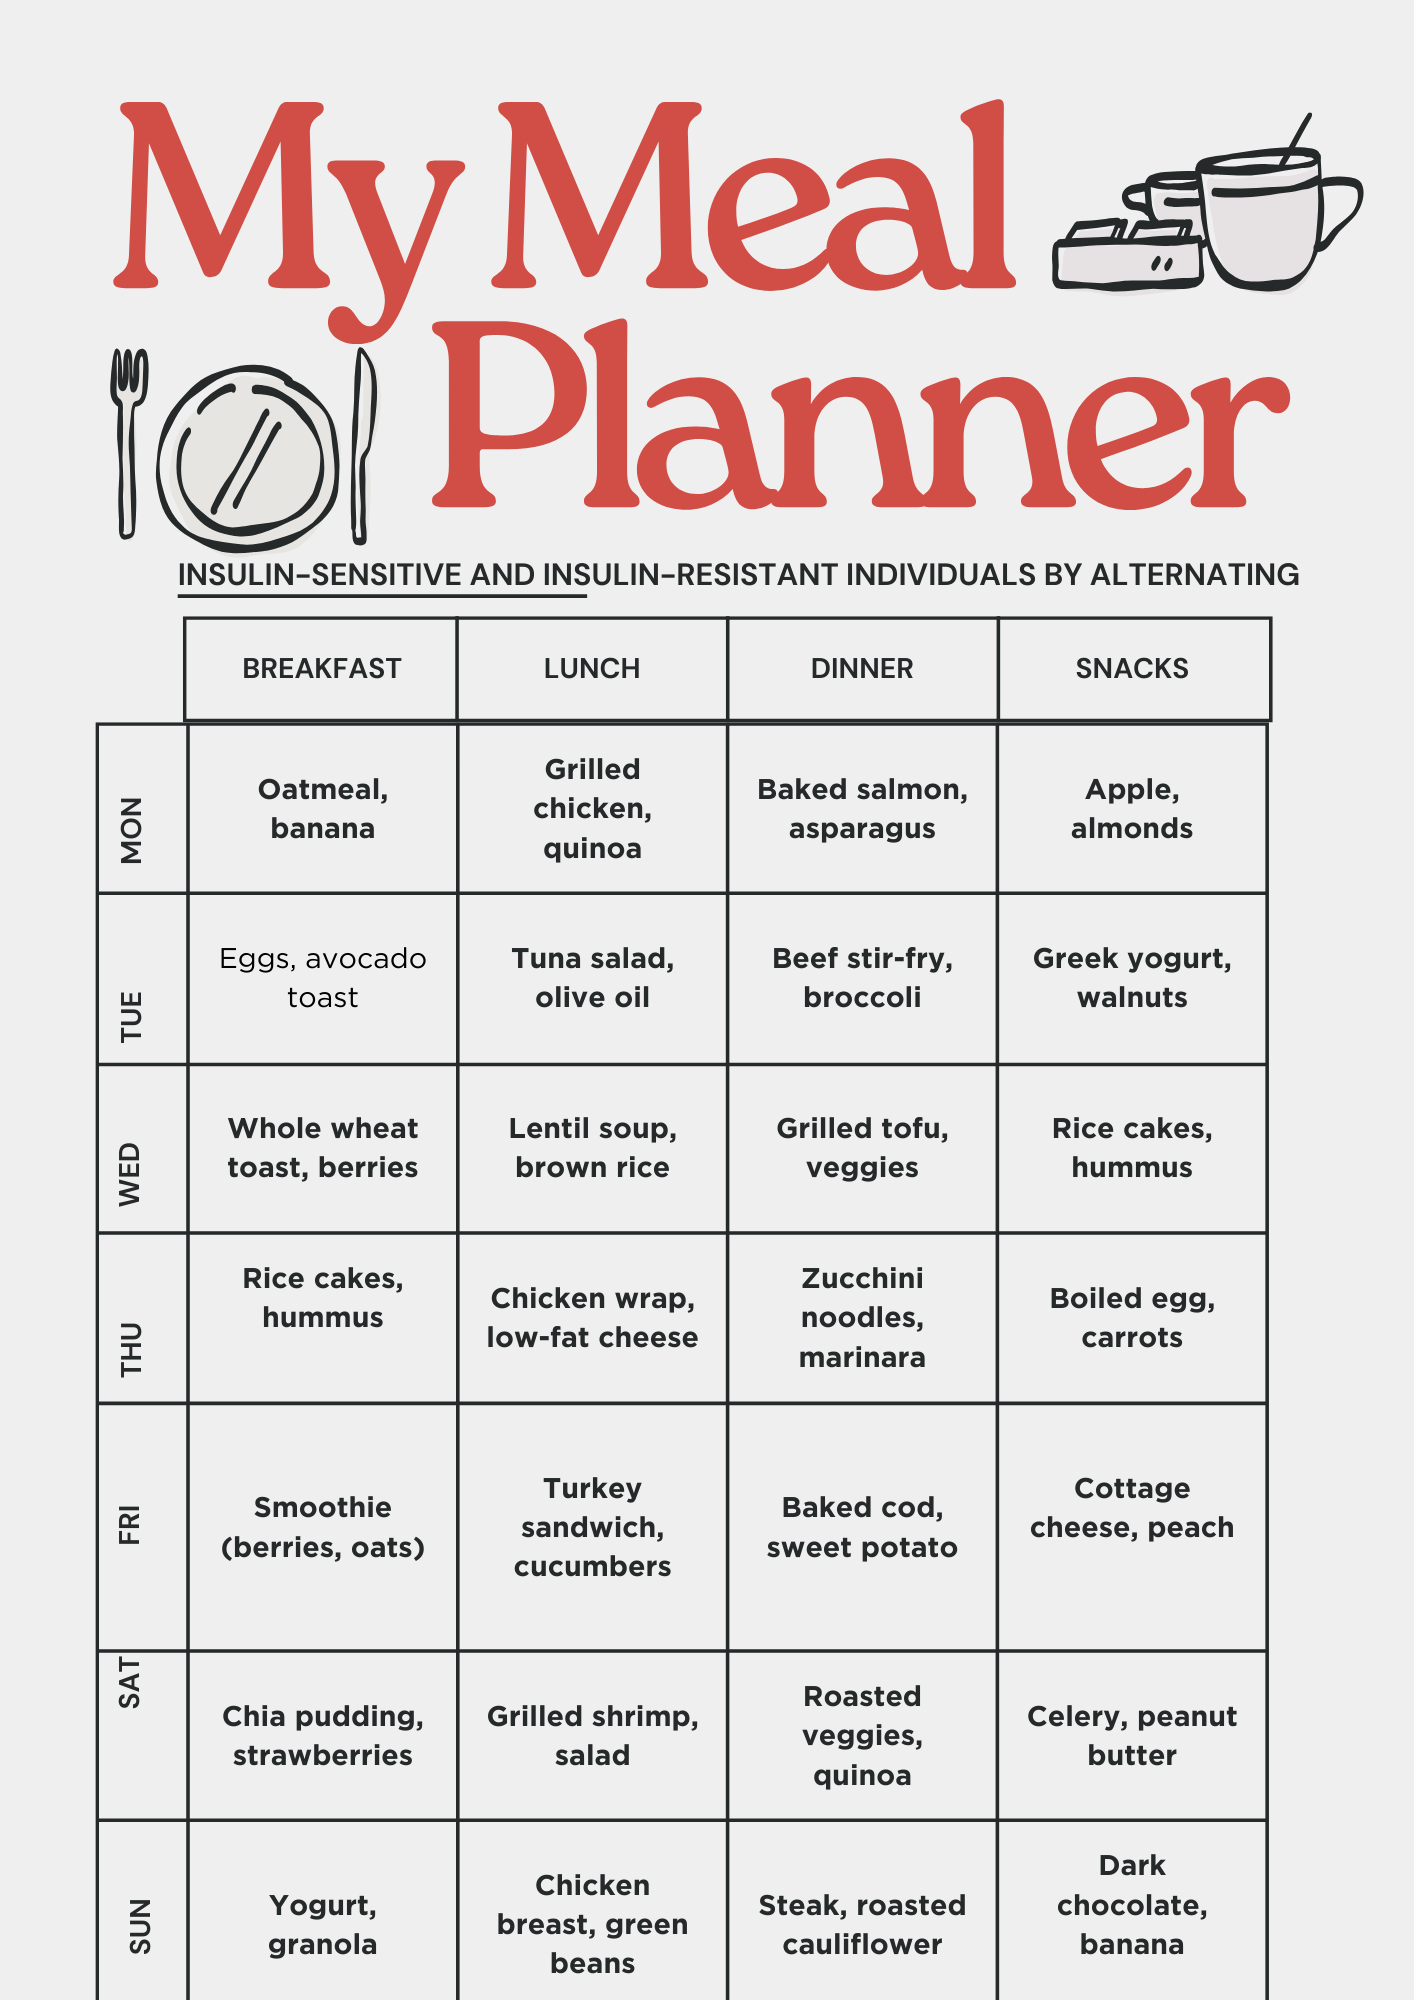 My Meal
Planner
INSULIN-SENSITIVE AND INSULIN-RESISTANT INDIVIDUALS BY ALTERNATING
BREAKFAST LUNCH DINNER SNACKS
MON
Oatmeal,
banana
Grilled
chicken,
quinoa
Baked salmon,
asparagus
Apple,
almonds
TUE
Eggs, avocado
toast
Tuna salad,
olive oil
Beef stir-fry,
broccoli
Greek yogurt,
walnuts
WED
Whole wheat
toast, berries
Lentil soup,
brown rice
Grilled tofu,
veggies
Rice cakes,
hummus
THU
Rice cakes,
hummus
Chicken wrap,
low-fat cheese
Zucchini
noodles,
marinara
Boiled egg,
carrots
FRI
Smoothie
(berries, oats)
Turkey
sandwich,
cucumbers
Baked cod,
sweet potato
Cottage
cheese, peach
SAT
Chia pudding,
strawberries
Grilled shrimp,
salad
Roasted
veggies,
quinoa
Celery, peanut
butter
SUN
Yogurt,
granola
Chicken
breast, green
beans
Steak, roasted
cauliflower
Dark
chocolate,
banana